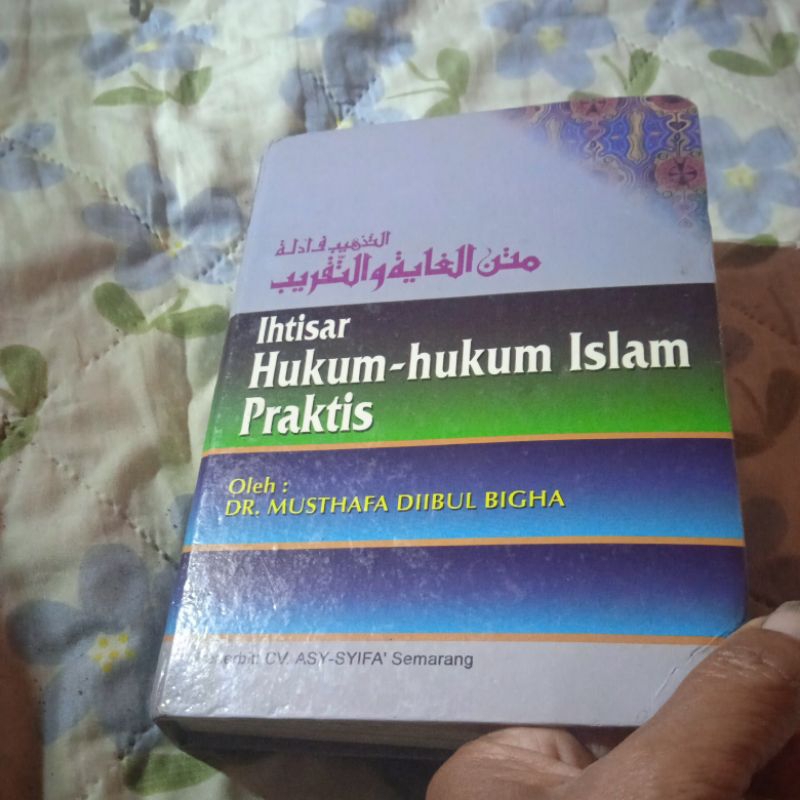 التذهيب في أدلة
متن الغاية والتقريب
Ihtisar
Hukum-hukum Islam
Praktis
Oleh :
DR. MUSTHAFA DIIBUL BIGHA
CV. ASY-SYIFA' Semarang